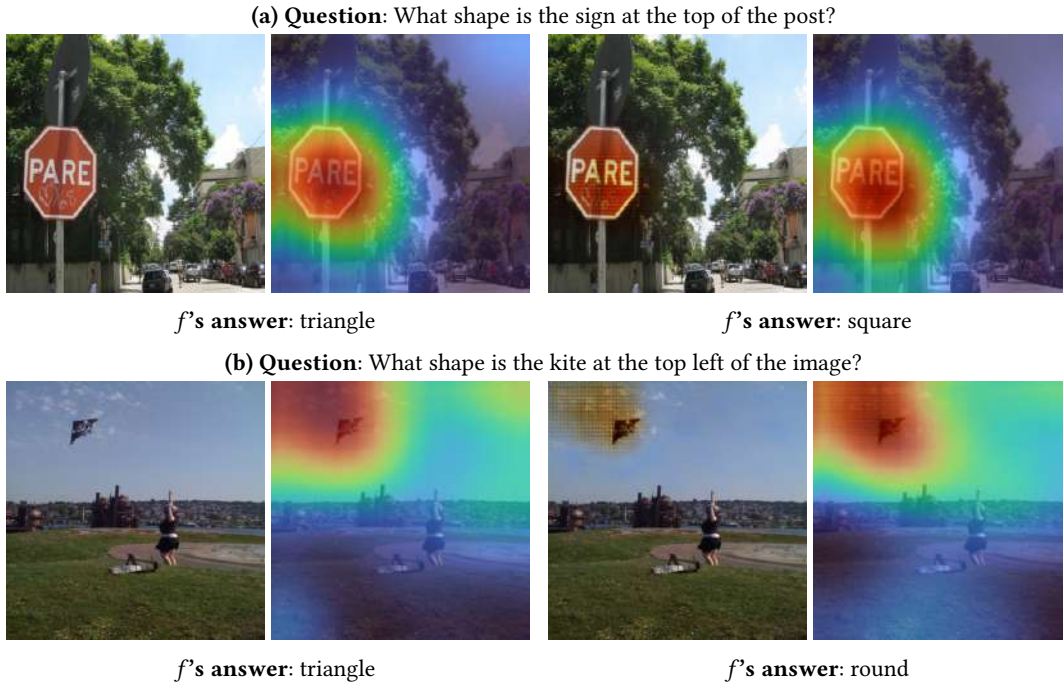 (a) Question: What shape is the sign at the top of the post?
PARE
PARE
PARE
PARE
f's answer: triangle
f's answer: square
(b) Question: What shape is the kite at the top left of the image?
f's answer: triangle
f's answer: round